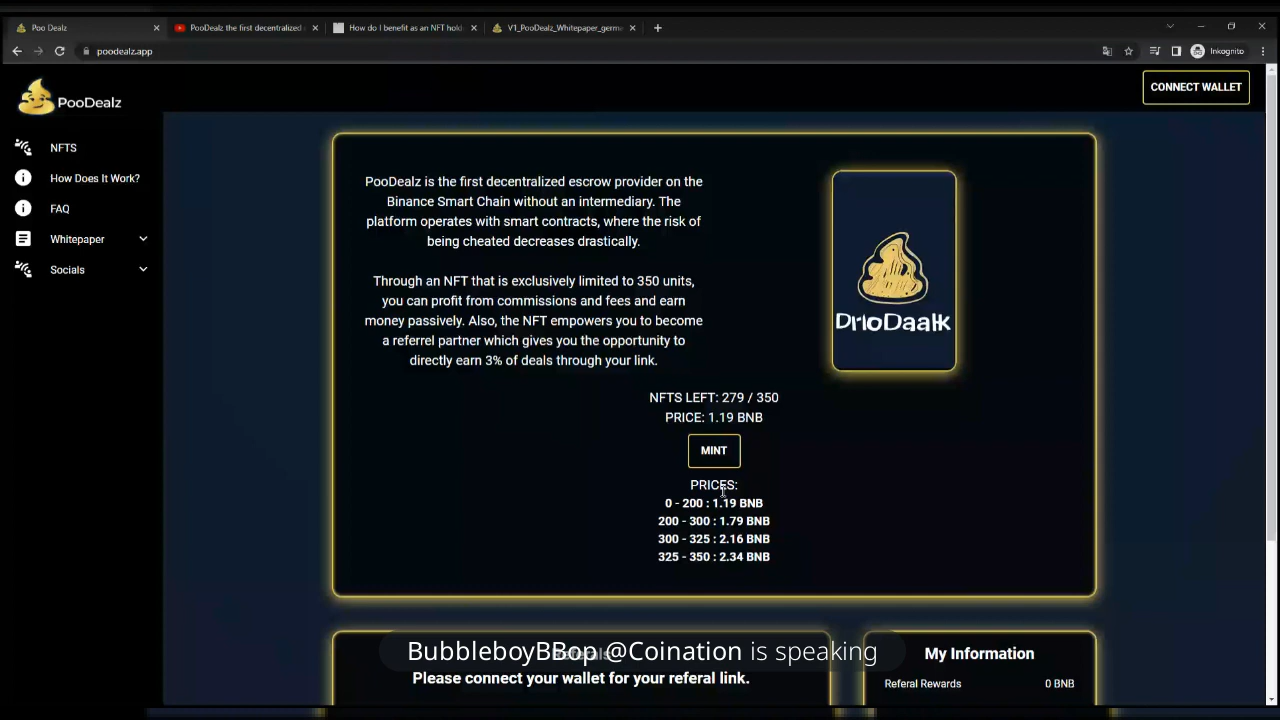 Poo Dealz
PooDealz the first decentralized
How do I benefit as an NFT hold
V1_PooDealz_Whitepaper_germ
poodealz.app
Inkognito
PooDealz
CONNECT WALLET
NFTS
How Does It Work?
FAQ
Whitepaper
Socials
PooDealz is the first decentralized escrow provider on the
Binance Smart Chain without an intermediary. The
platform operates with smart contracts, where the risk of
being cheated decreases drastically.
Through an NFT that is exclusively limited to 350 units,
you can profit from commissions and fees and earn
money passively. Also, the NFT empowers you to become
a referral partner which gives you the opportunity to
directly earn 3% of deals through your link.
DrioDaalk
NFTS LEFT: 279 / 350
PRICE: 1.19 BNB
MINT
PRICES:
0 - 200 : 1.19 BNB
200 - 300 : 1.79 BNB
300 - 325 : 2.16 BNB
325 - 350 : 2.34 BNB
BubbleboyBBop @Coination is speaking
Please connect your wallet for your referal link.
My Information
Referal Rewards
0 BNB